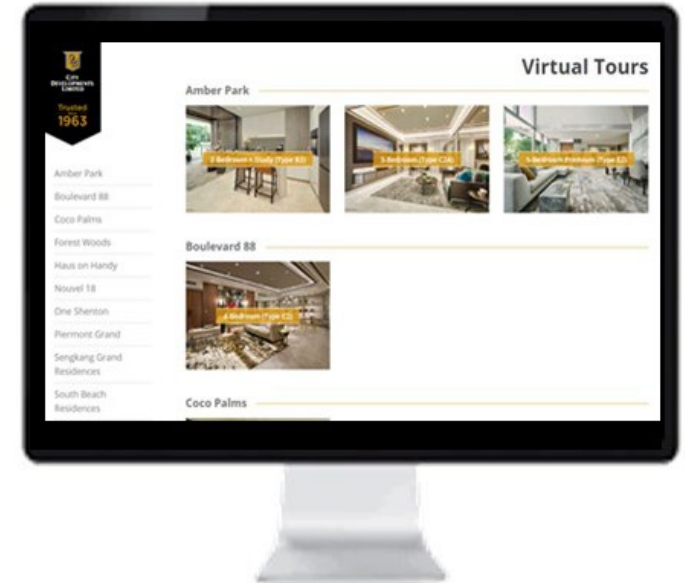 CITY
DEVELOPMENTS
LIMITED
Trusted
1963
Amber Park
Boulevard 88
Coco Palms
Forest Woods
Haus on Handy
Nouvel 18
One Shenton
Piermont Grand
Sengkang Grand
Residences
South Beach
Residences
Virtual Tours
Amber Park
2-Bedroom + Study (Type B3)
3-Bedroom (Type C2A)
5-Bedroom Premium (Type E2)
Boulevard 88
4-Bedroom (Type C2)
Coco Palms